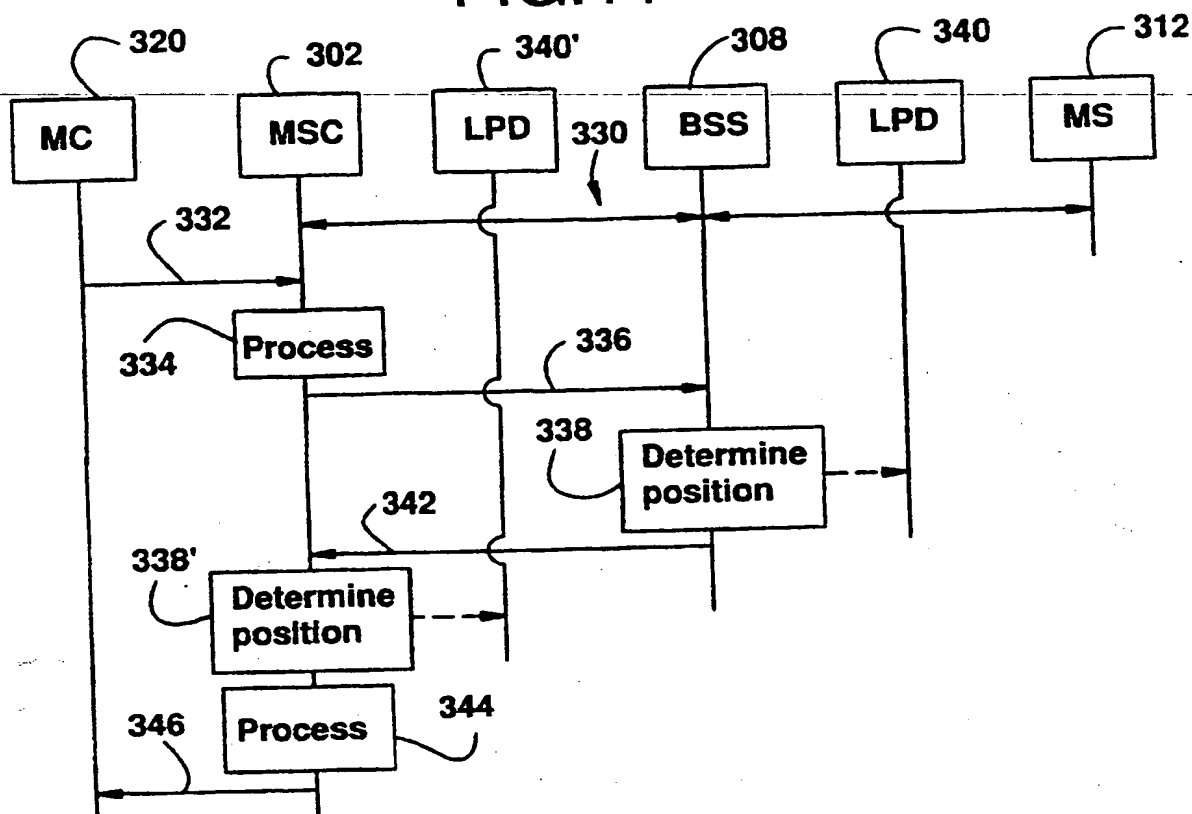 320
302
340'
308
340
312
MC
MSC
LPD
BSS
LPD
MS
330
332
334
Process
336
338
Determine
position
342
338'
Determine
position
Process
344
346